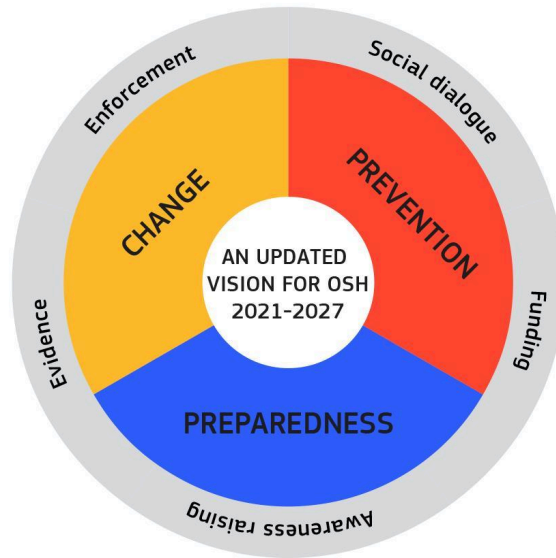 Enforcement
Social dialogue
CHANGE
PREVENTION
AN UPDATED
VISION FOR OSH
2021-2027
Evidence
Funding
PREPAREDNESS
Awareness raising